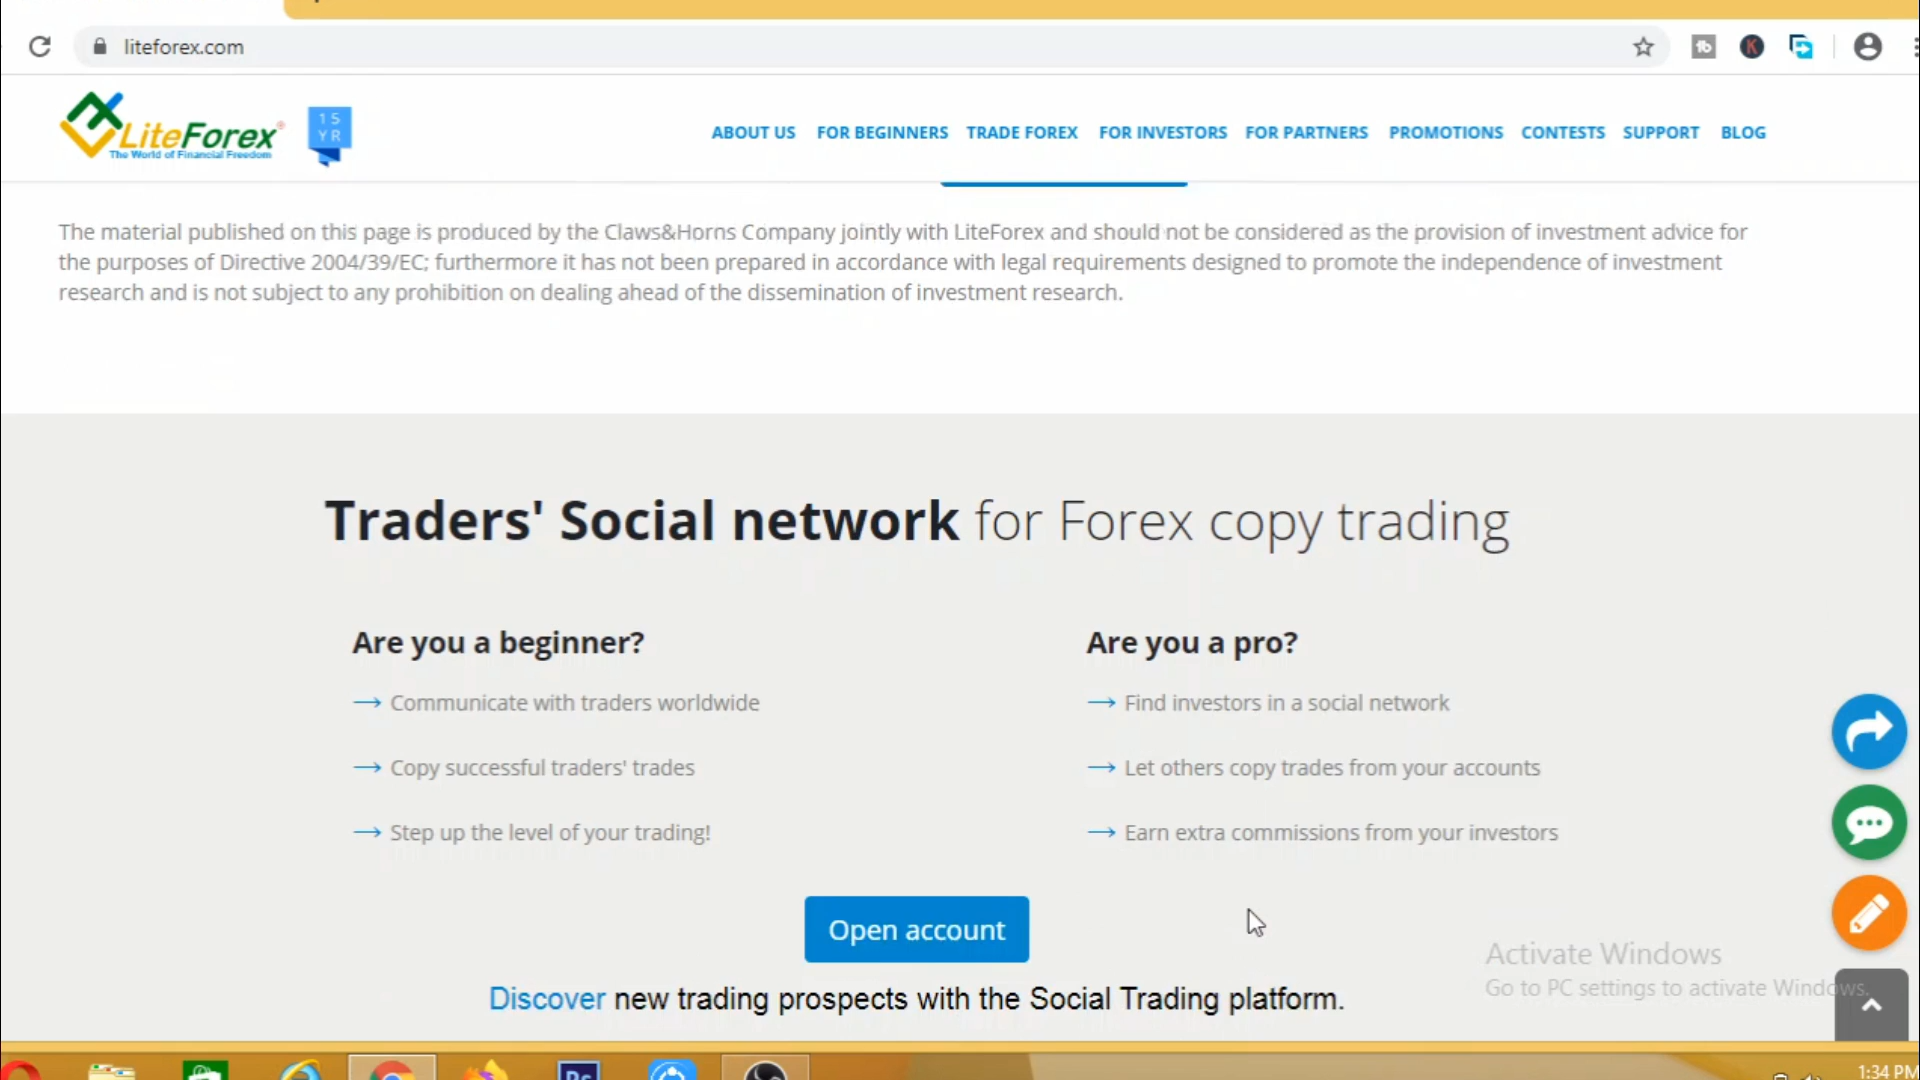 liteforex.com
LiteForex®
The World of Financial Freedom
15
YR
ABOUT US FOR BEGINNERS TRADE FOREX FOR INVESTORS FOR PARTNERS PROMOTIONS CONTESTS SUPPORT BLOG
The material published on this page is produced by the Claws&Horns Company jointly with LiteForex and should not be considered as the provision of investment advice for
the purposes of Directive 2004/39/EC; furthermore it has not been prepared in accordance with legal requirements designed to promote the independence of investment
research and is not subject to any prohibition on dealing ahead of the dissemination of investment research.
Traders' Social network for Forex copy trading
Are you a beginner?
Communicate with traders worldwide
Copy successful traders' trades
Step up the level of your trading!
Are you a pro?
Find investors in a social network
Let others copy trades from your accounts
Earn extra commissions from your investors
Open account
Discover new trading prospects with the Social Trading platform.
Activate Windows
Go to PC settings to activate Windows.
Ps
1:34 PM